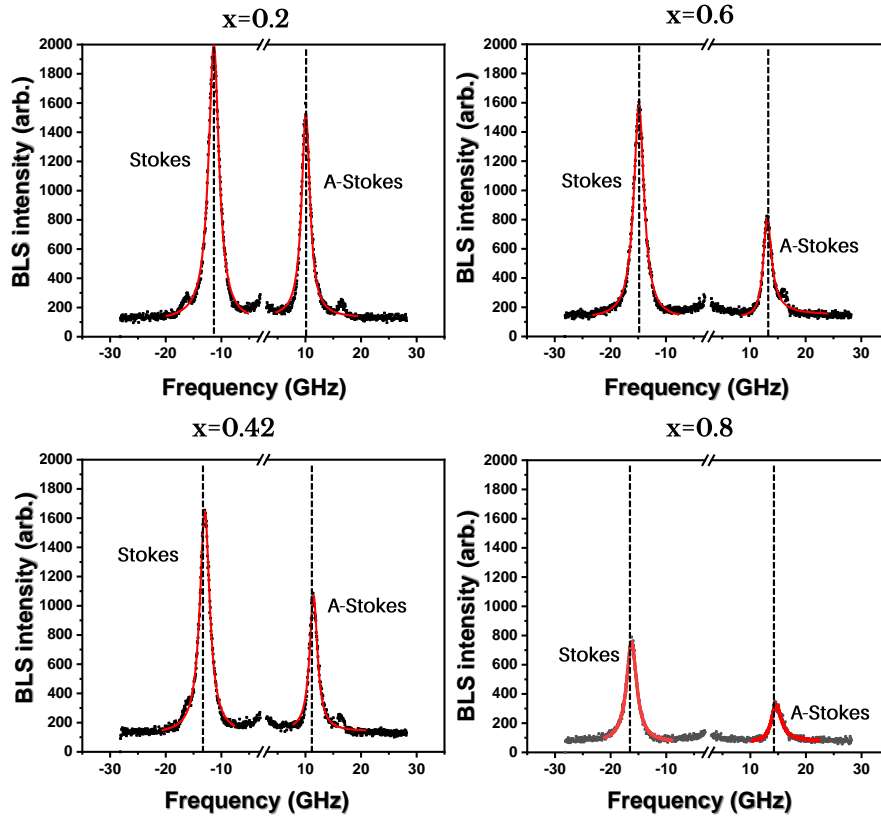 x=0.2
BLS intensity (arb.)
2000
1800
1600
1400
1200
1000
800
600
400
200
0
Stokes
A-Stokes
-30 -20 -10 10 20 30
Frequency (GHz)
x=0.6
BLS intensity (arb.)
2000
1800
1600
1400
1200
1000
800
600
400
200
0
Stokes
A-Stokes
-30 -20 -10 10 20 30
Frequency (GHz)
x=0.42
BLS intensity (arb.)
2000
1800
1600
1400
1200
1000
800
600
400
200
0
Stokes
A-Stokes
-30 -20 -10 10 20 30
Frequency (GHz)
x=0.8
BLS intensity (arb.)
2000
1800
1600
1400
1200
1000
800
600
400
200
0
Stokes
A-Stokes
-30 -20 -10 10 20 30
Frequency (GHz)